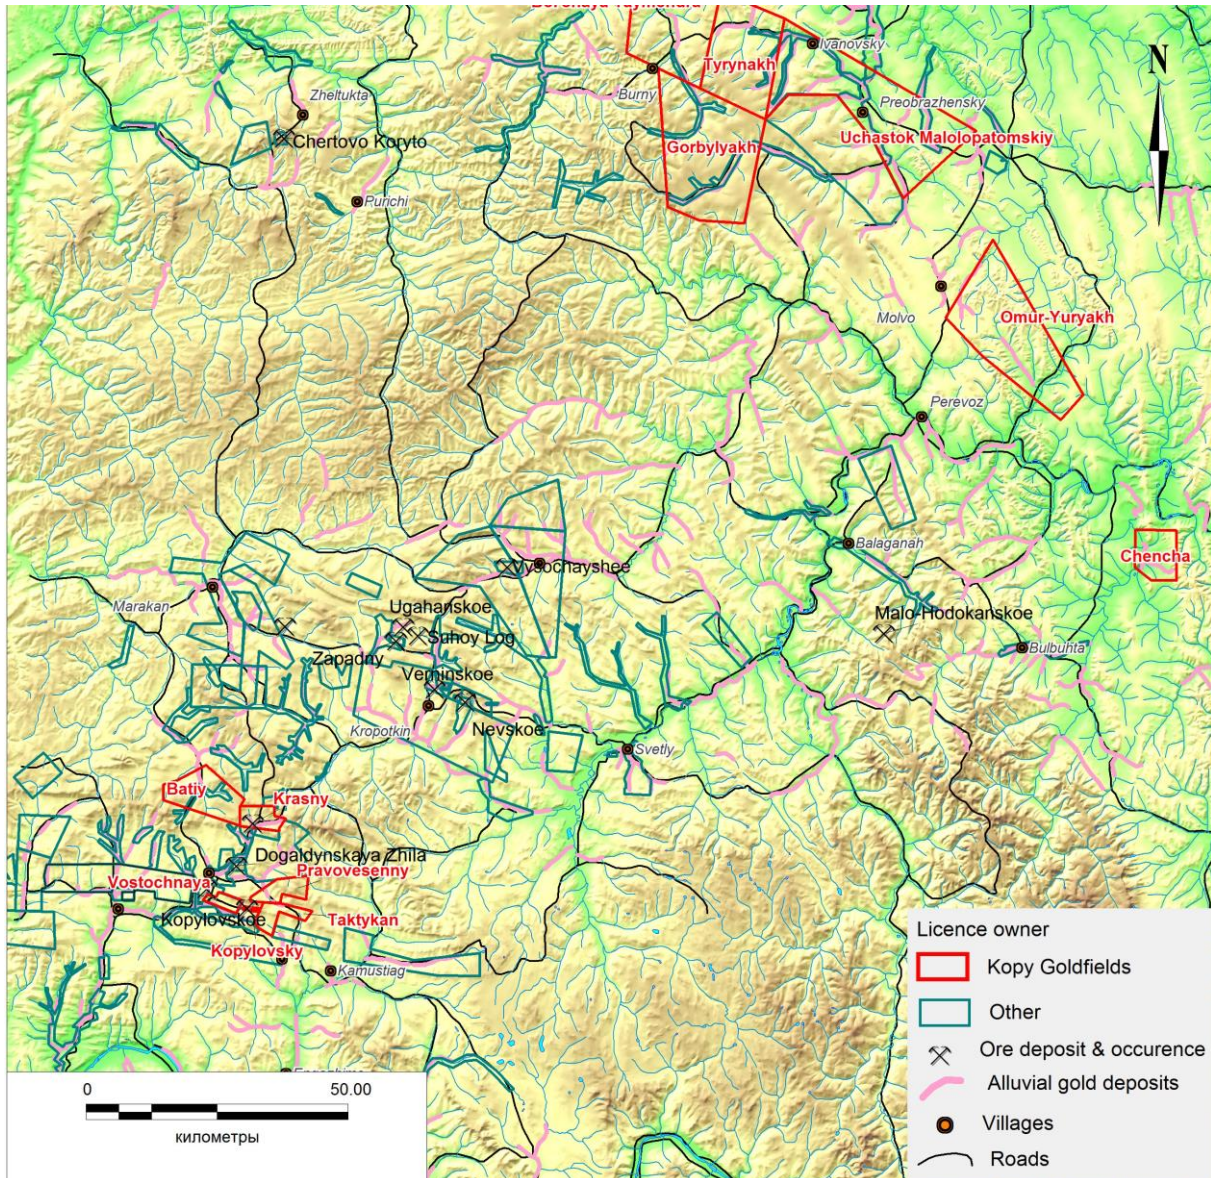 Tyrynakh
Ivanovsky
N
Burny
Zheltukta
Preobrazhensky
Chertovo Koryto
Gorbylyakh
Uchastok Malolopatomskiy
Purichi
Omur-Yuryakh
Molvo
Perevoz
Balaganah
Chencha
Vysochayshee
Marakan
Ugahanskoe
Malo-Hodokanskoe
Suhoy Log
Zapadny
Bulbuhta
Verninskoe
Kropotkin
Nevskoe
Svetly
Batiy
Krasny
Dogaldynskaya Zhila
Pravovesenny
Vostochnaya
Kopylovskoe
Taktykan
Kopylovsky
Kamustiag
Licence owner
Kopy Goldfields
Other
Ore deposit & occurence
Alluvial gold deposits
Villages
Roads
0 50.00
километры